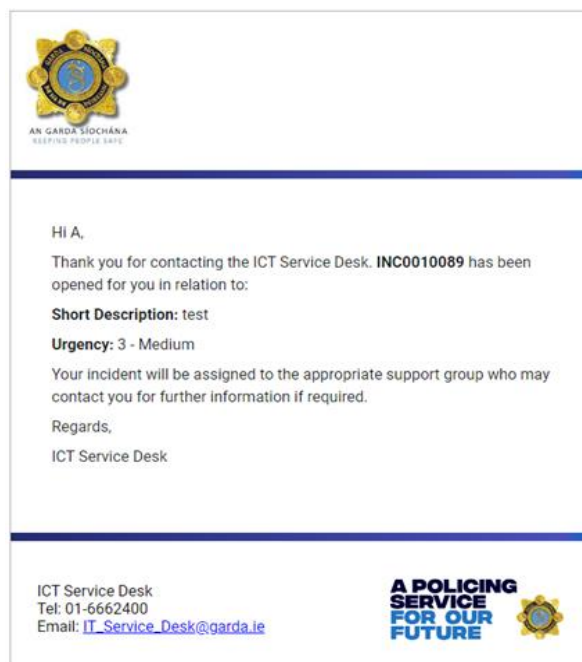 AN GARDA SÍOCHÁNA
KEEPING PEOPLE SAFE
Hi A,
Thank you for contacting the ICT Service Desk. INC0010089 has been
opened for you in relation to:
Short Description: test
Urgency: 3 - Medium
Your incident will be assigned to the appropriate support group who may
contact you for further information if required.
Regards,
ICT Service Desk
ICT Service Desk
Tel: 01-6662400
Email: IT_Service_Desk@garda.ie
A POLICING
SERVICE
FOR OUR
FUTURE